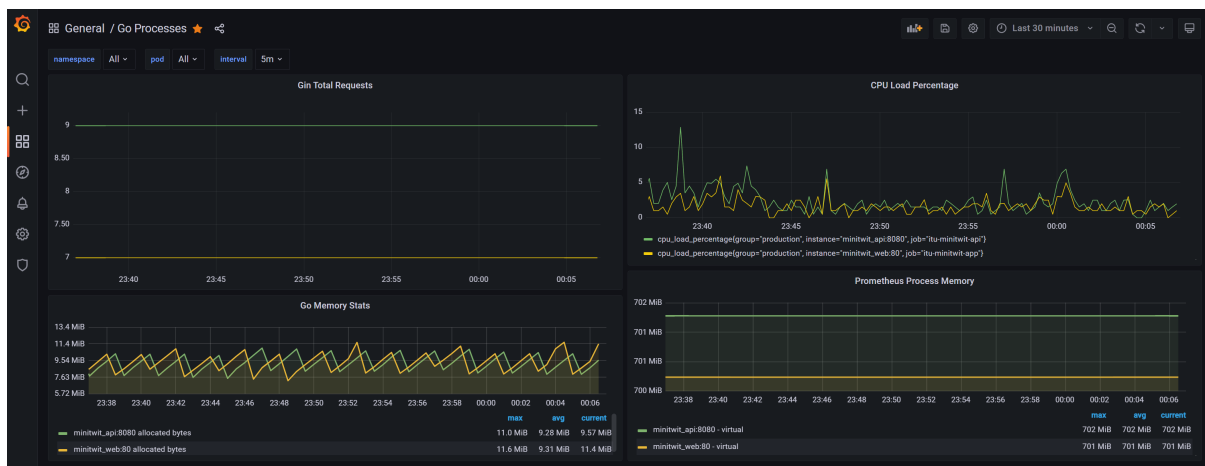 General / Go Processes
Last 30 minutes
namespace All pod All interval 5m
Gin Total Requests
9
8.50
8
7.50
7
23:40 23:45 23:50 23:55 00:00 00:05
CPU Load Percentage
15
10
5
0
23:40 23:45 23:50 23:55 00:00 00:05
cpu_load_percentage{group="production", instance="minitwit_api:8080", job="itu-minitwit-api"}
cpu_load_percentage{group="production", instance="minitwit_web:80", job="itu-minitwit-app"}
Go Memory Stats
13.4 MiB
11.4 MiB
9.54 MiB
7.63 MiB
5.72 MiB
23:38 23:40 23:42 23:44 23:46 23:48 23:50 23:52 23:54 23:56 23:58 00:00 00:02 00:04 00:06
max avg current
minitwit_api:8080 allocated bytes 11.0 MiB 9.28 MiB 9.57 MiB
minitwit_web:80 allocated bytes 11.6 MiB 9.31 MiB 11.4 MiB
Prometheus Process Memory
702 MiB
701 MiB
701 MiB
700 MiB
23:38 23:40 23:42 23:44 23:46 23:48 23:50 23:52 23:54 23:56 23:58 00:00 00:02 00:04 00:06
max avg current
minitwit_api:8080 - virtual 702 MiB 702 MiB 702 MiB
minitwit_web:80 - virtual 701 MiB 701 MiB 701 MiB